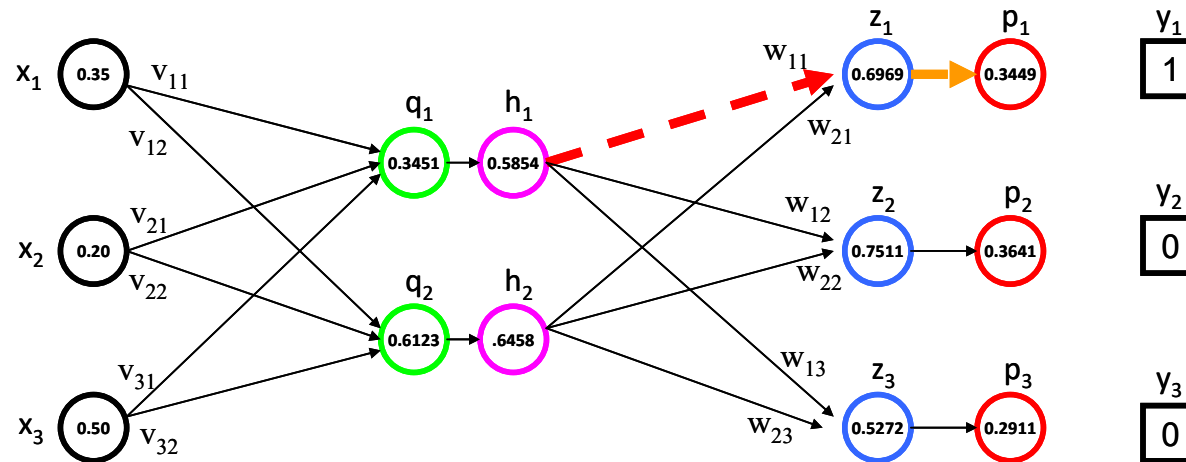 z₁ p₁ y₁
w₁₁
x₁ 0.35 v₁₁ 0.6969 0.3449 1
q₁ h₁
v₁₂ w₂₁
0.3451 0.5854
v₂₁ w₁₂ z₂ p₂ y₂
x₂ 0.20 0.7511 0.3641 0
v₂₂ q₂ h₂ w₂₂
0.6123 .6458
v₃₁ w₁₃ z₃ p₃ y₃
x₃ 0.50 v₃₂ w₂₃ 0.5272 0.2911 0